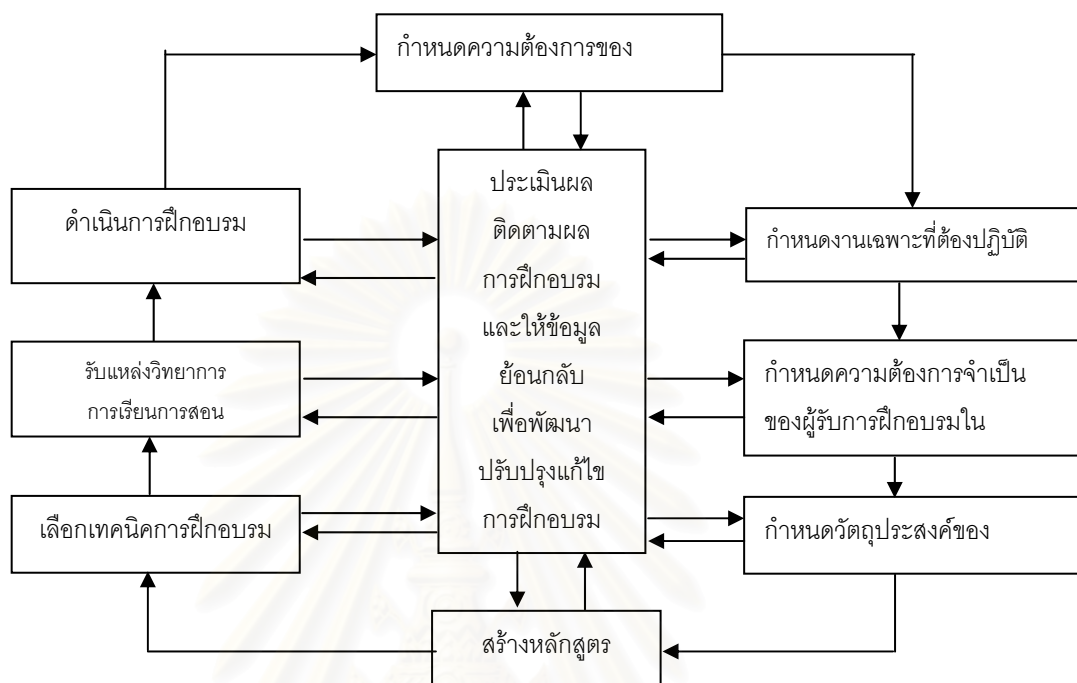 กำหนดความต้องการของ
ดำเนินการฝึกอบรม
ประเมินผล
ติดตามผล
การฝึกอบรม
และให้ข้อมูล
ย้อนกลับ
เพื่อพัฒนา
ปรับปรุงแก้ไข
การฝึกอบรม
กำหนดงานเฉพาะที่ต้องปฏิบัติ
รับแหล่งวิทยาการ
การเรียนการสอน
กำหนดความต้องการจำเป็น
ของผู้รับการฝึกอบรมใน
เลือกเทคนิคการฝึกอบรม
กำหนดวัตถุประสงค์ของ
สร้างหลักสูตร